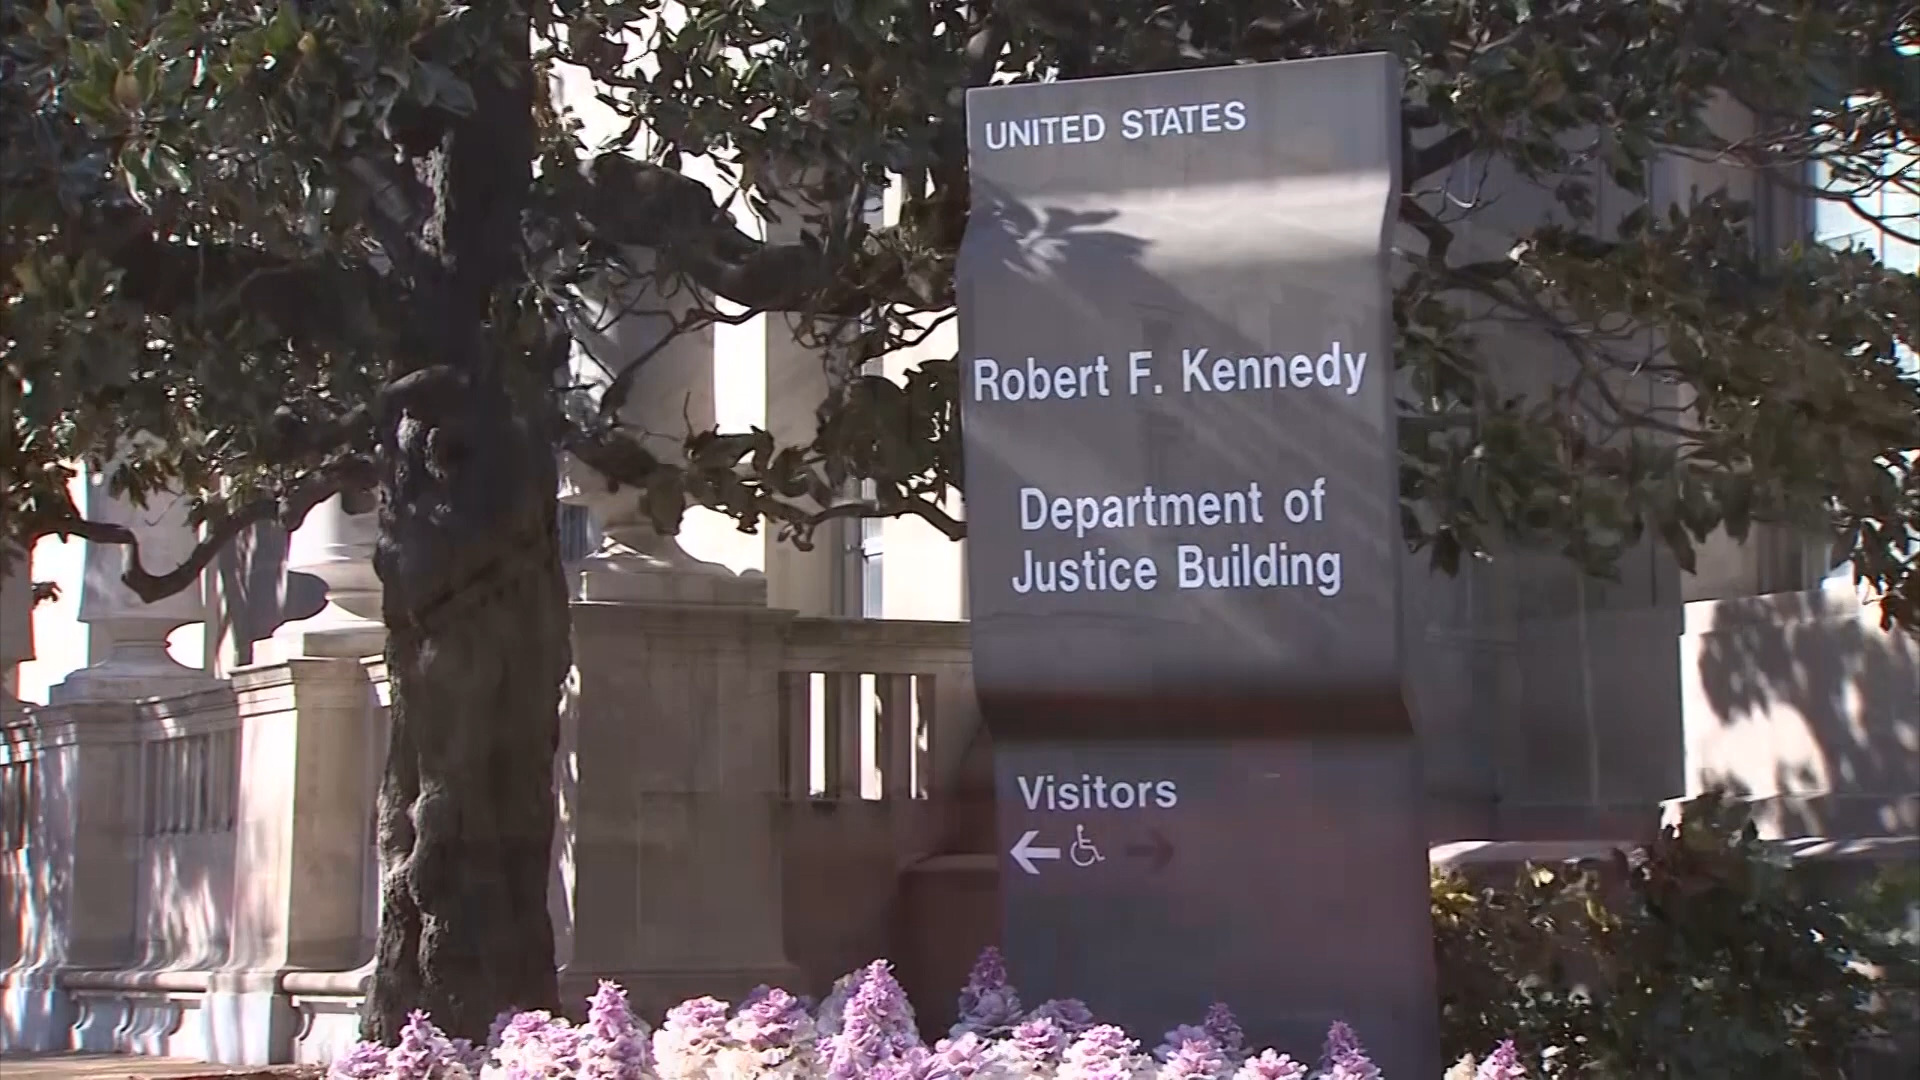 UNITED STATES
Robert F. Kennedy
Department of
Justice Building
Visitors